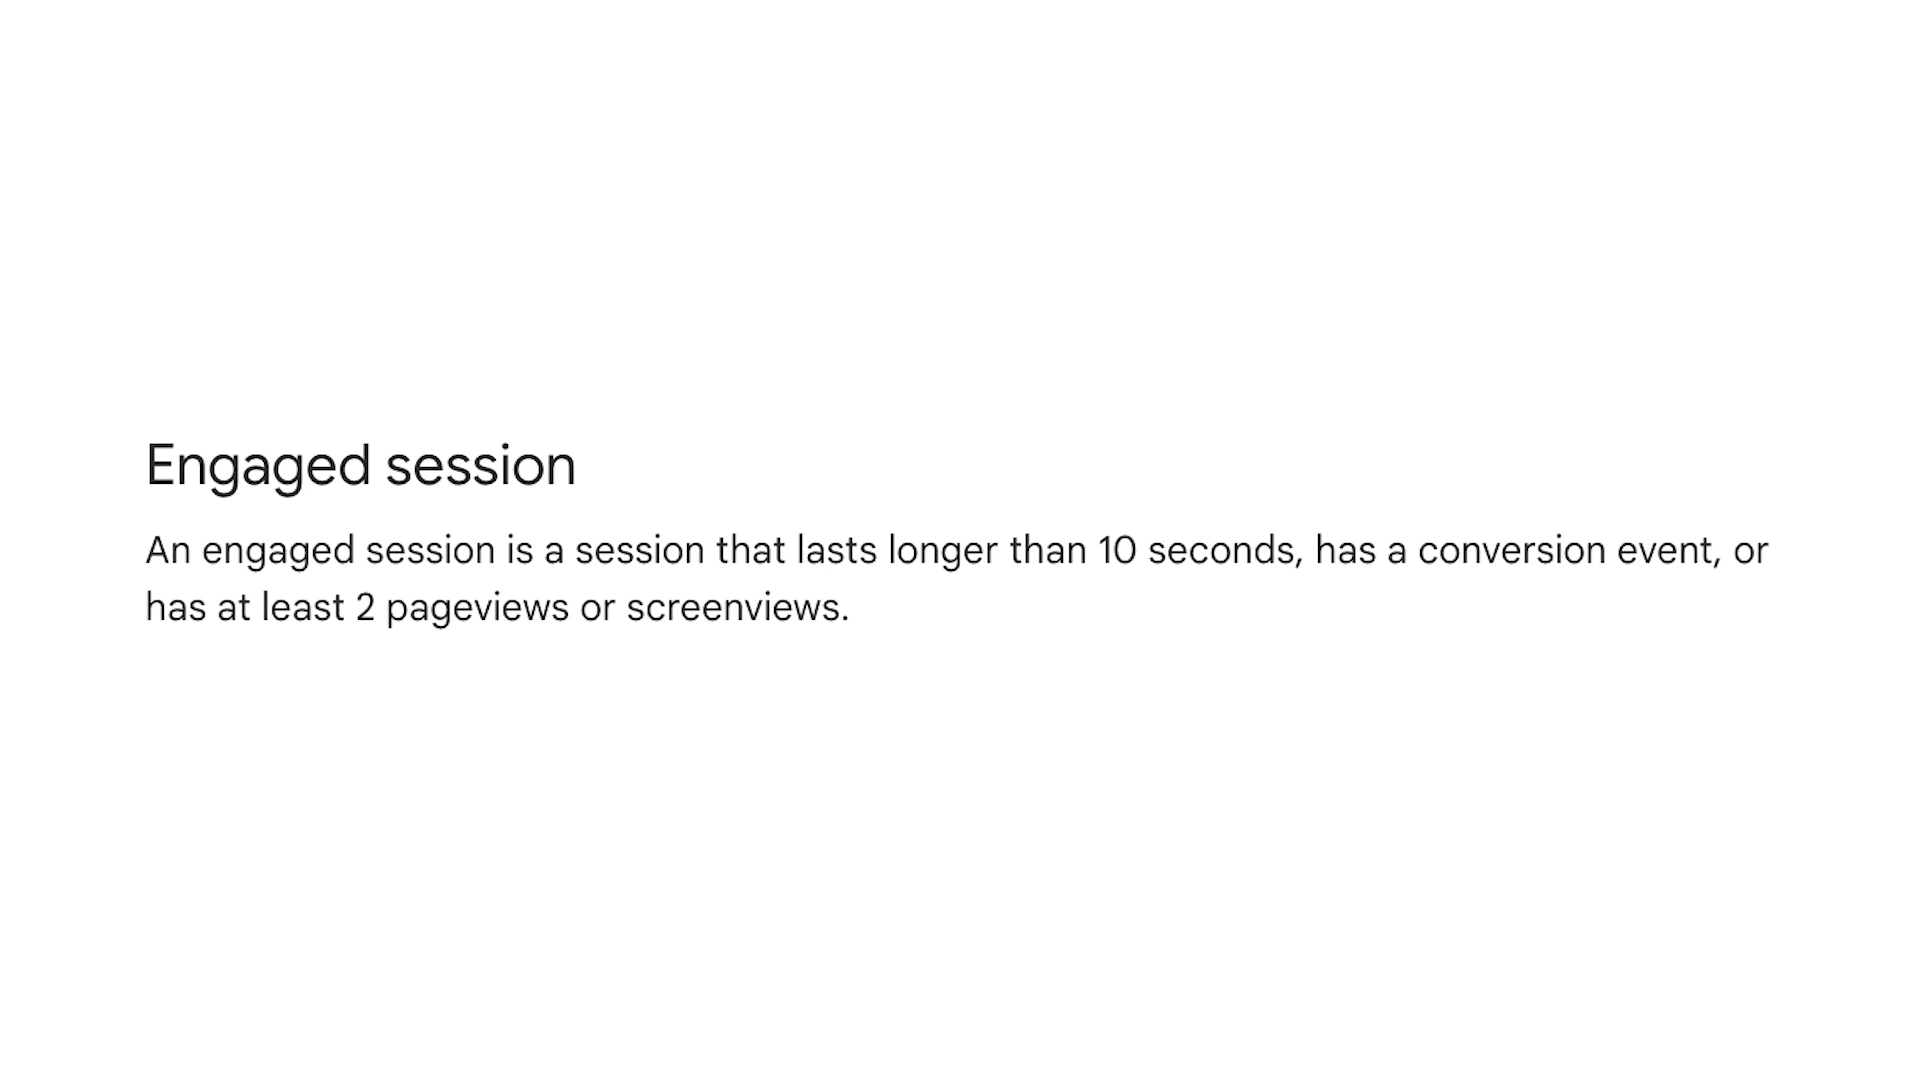 Engaged session
An engaged session is a session that lasts longer than 10 seconds, has a conversion event, or
has at least 2 pageviews or screenviews.